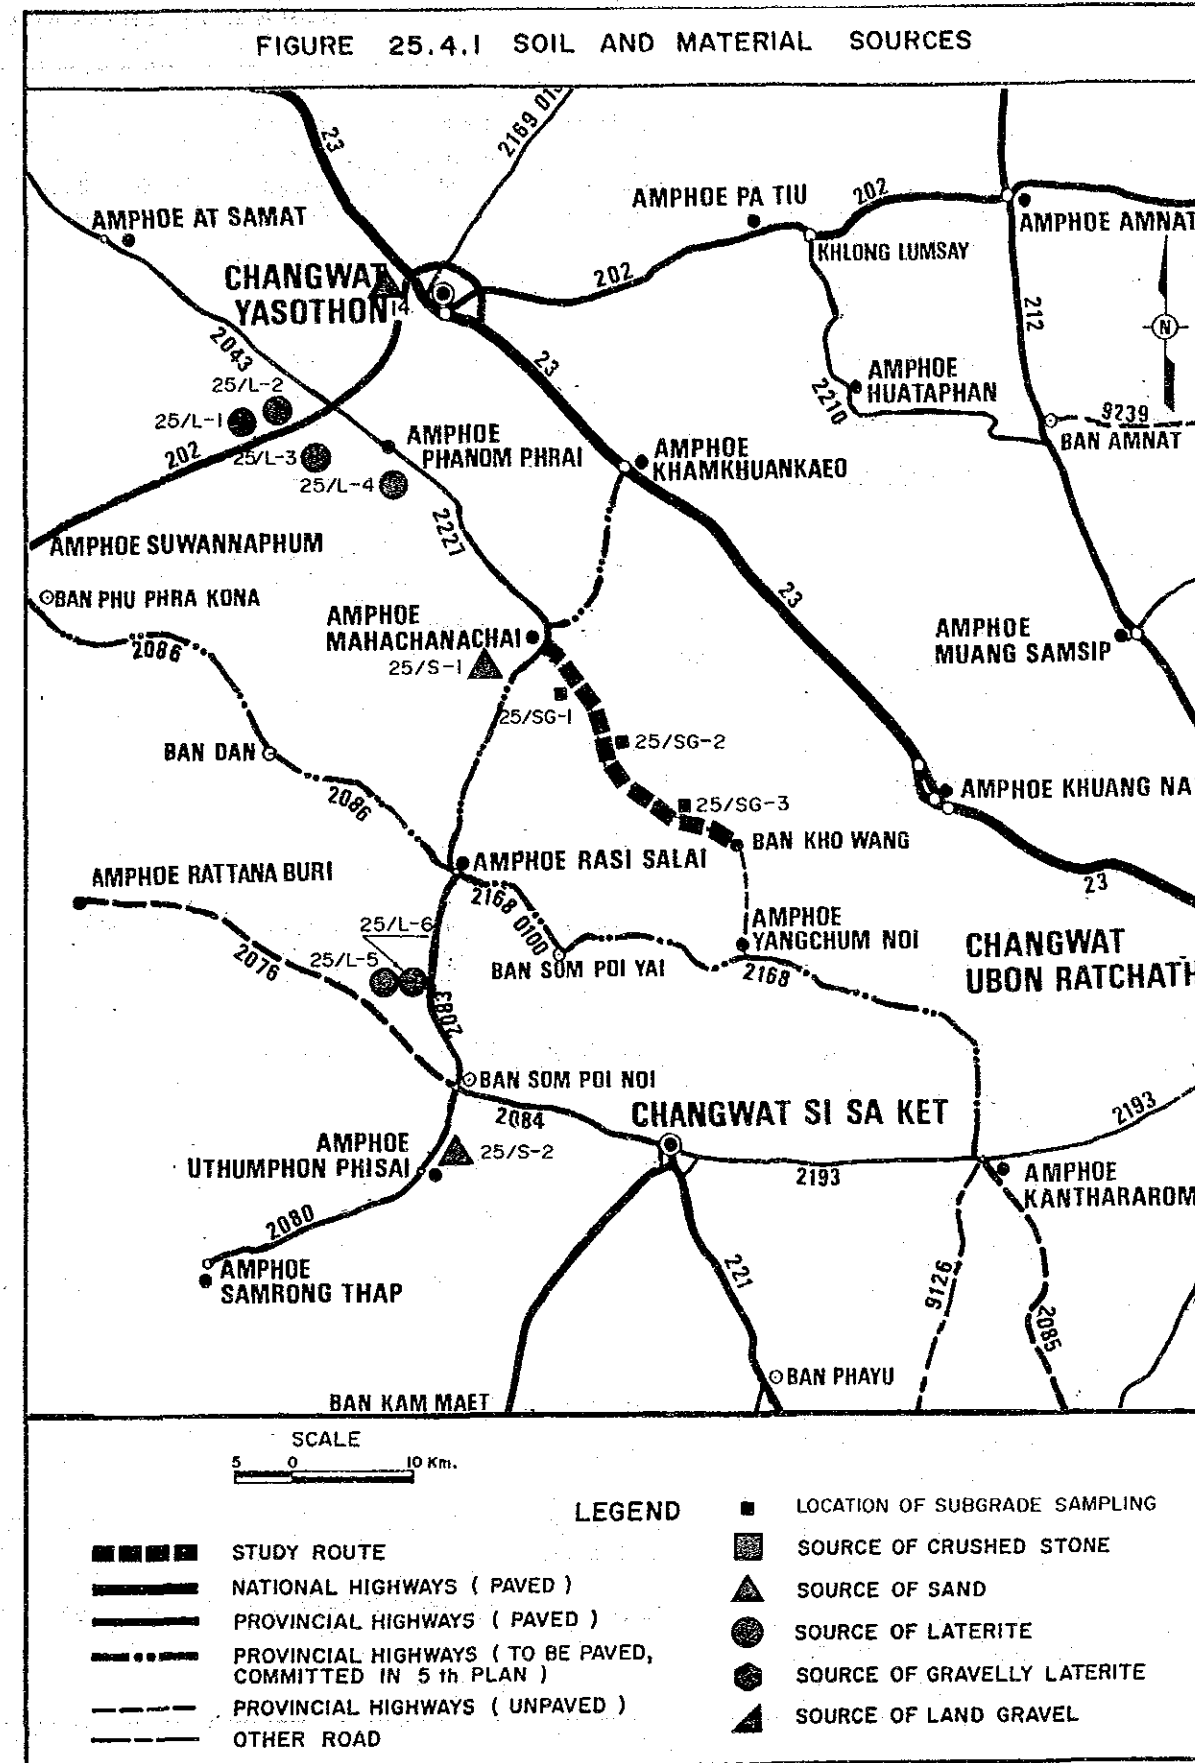 FIGURE 25.4.1 SOIL AND MATERIAL SOURCES
23
2169
AMPHOE AT SAMAT
AMPHOE PA TIU
202
AMPHOE AMNAT
KHLONG LUMSAY
CHANGWAT
YASOTHON
14
202
212
N
2043
23
AMPHOE
HUATAPHAN
2210
9239
BAN AMNAT
25/L-2
25/L-1
202
25/L-3
25/L-4
AMPHOE
PHANOM PHRAI
AMPHOE
KHAMKHUANKAEO
2227
AMPHOE SUWANNAPHUM
BAN PHU PHRA KONA
2086
AMPHOE
MAHACHANACHAI
25/S-1
23
AMPHOE
MUANG SAMSIP
25/SG-1
25/SG-2
BAN DAN
2086
25/SG-3
AMPHOE KHUANG NA
BAN KHO WANG
AMPHOE RASI SALAI
23
AMPHOE RATTANA BURI
2168 0100
25/L-6
25/L-5
2076
AMPHOE
YANGCHUM NOI
BAN SOM POI YAI
2168
CHANGWAT
UBON RATCHATH
2083
BAN SOM POI NOI
2084
CHANGWAT SI SA KET
2193
AMPHOE
UTHUMPHON PHISAI
25/S-2
2193
AMPHOE
KANTHARAROM
2080
AMPHOE
SAMRONG THAP
221
9126
2085
BAN PHAYU
BAN KAM MAET
SCALE
5 0 10 Km.
LEGEND
STUDY ROUTE
NATIONAL HIGHWAYS ( PAVED )
PROVINCIAL HIGHWAYS ( PAVED )
PROVINCIAL HIGHWAYS ( TO BE PAVED,
COMMITTED IN 5 th PLAN )
PROVINCIAL HIGHWAYS ( UNPAVED )
OTHER ROAD
LOCATION OF SUBGRADE SAMPLING
SOURCE OF CRUSHED STONE
SOURCE OF SAND
SOURCE OF LATERITE
SOURCE OF GRAVELLY LATERITE
SOURCE OF LAND GRAVEL